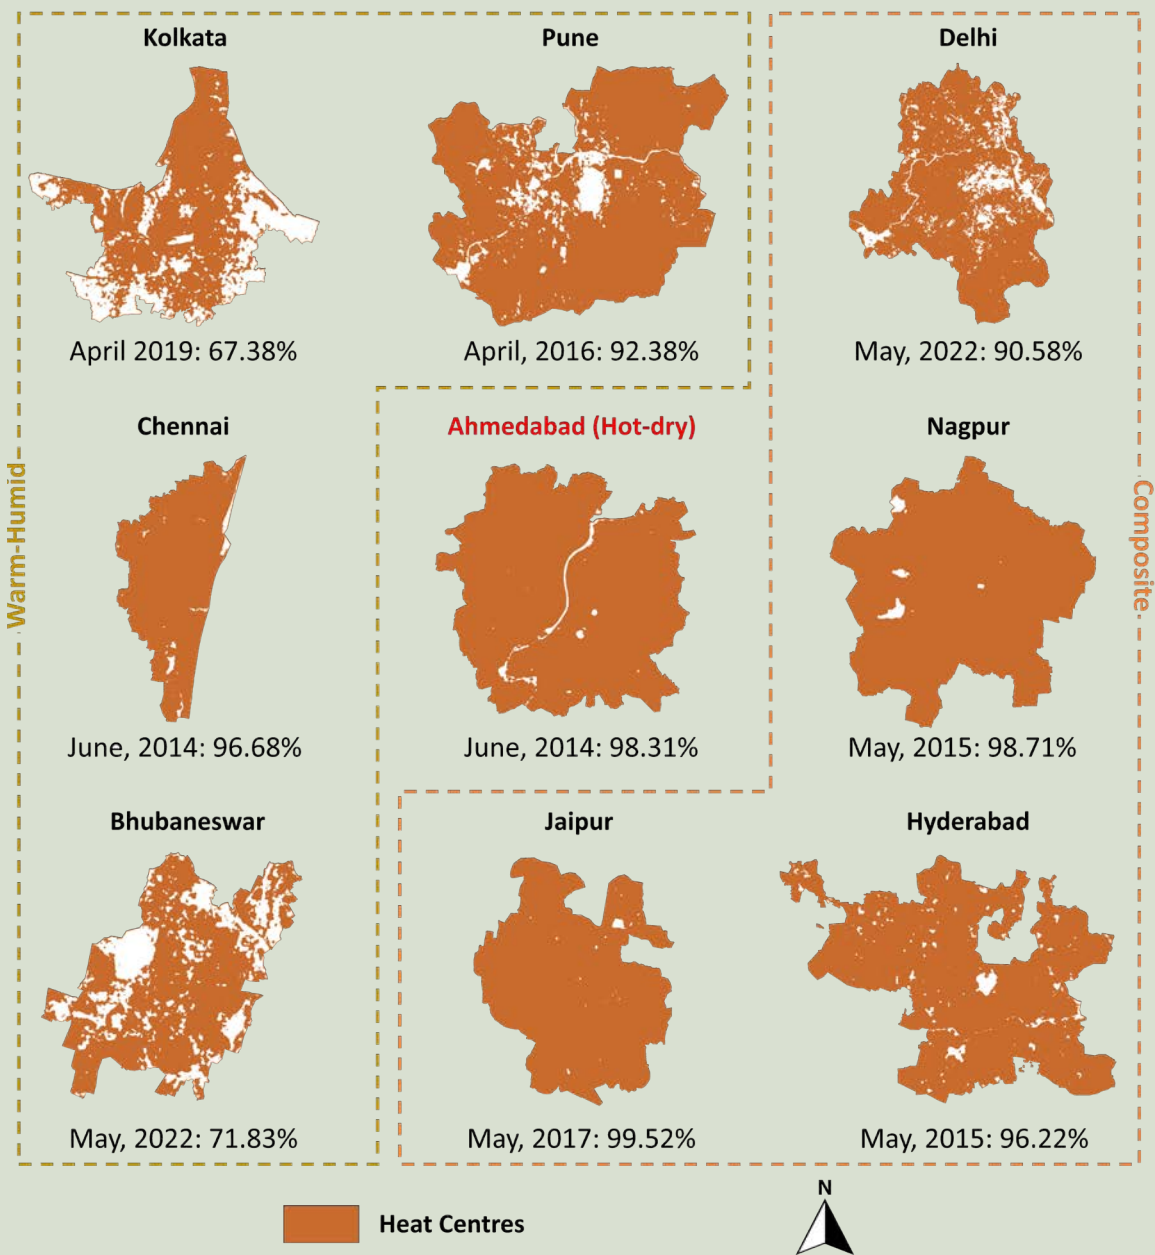 Kolkata
Pune
Delhi
April 2019: 67.38%
April, 2016: 92.38%
May, 2022: 90.58%
Warm-Humid
Chennai
Ahmedabad (Hot-dry)
Nagpur
Composite
June, 2014: 96.68%
June, 2014: 98.31%
May, 2015: 98.71%
Bhubaneswar
Jaipur
Hyderabad
May, 2022: 71.83%
May, 2017: 99.52%
May, 2015: 96.22%
Heat Centres
N